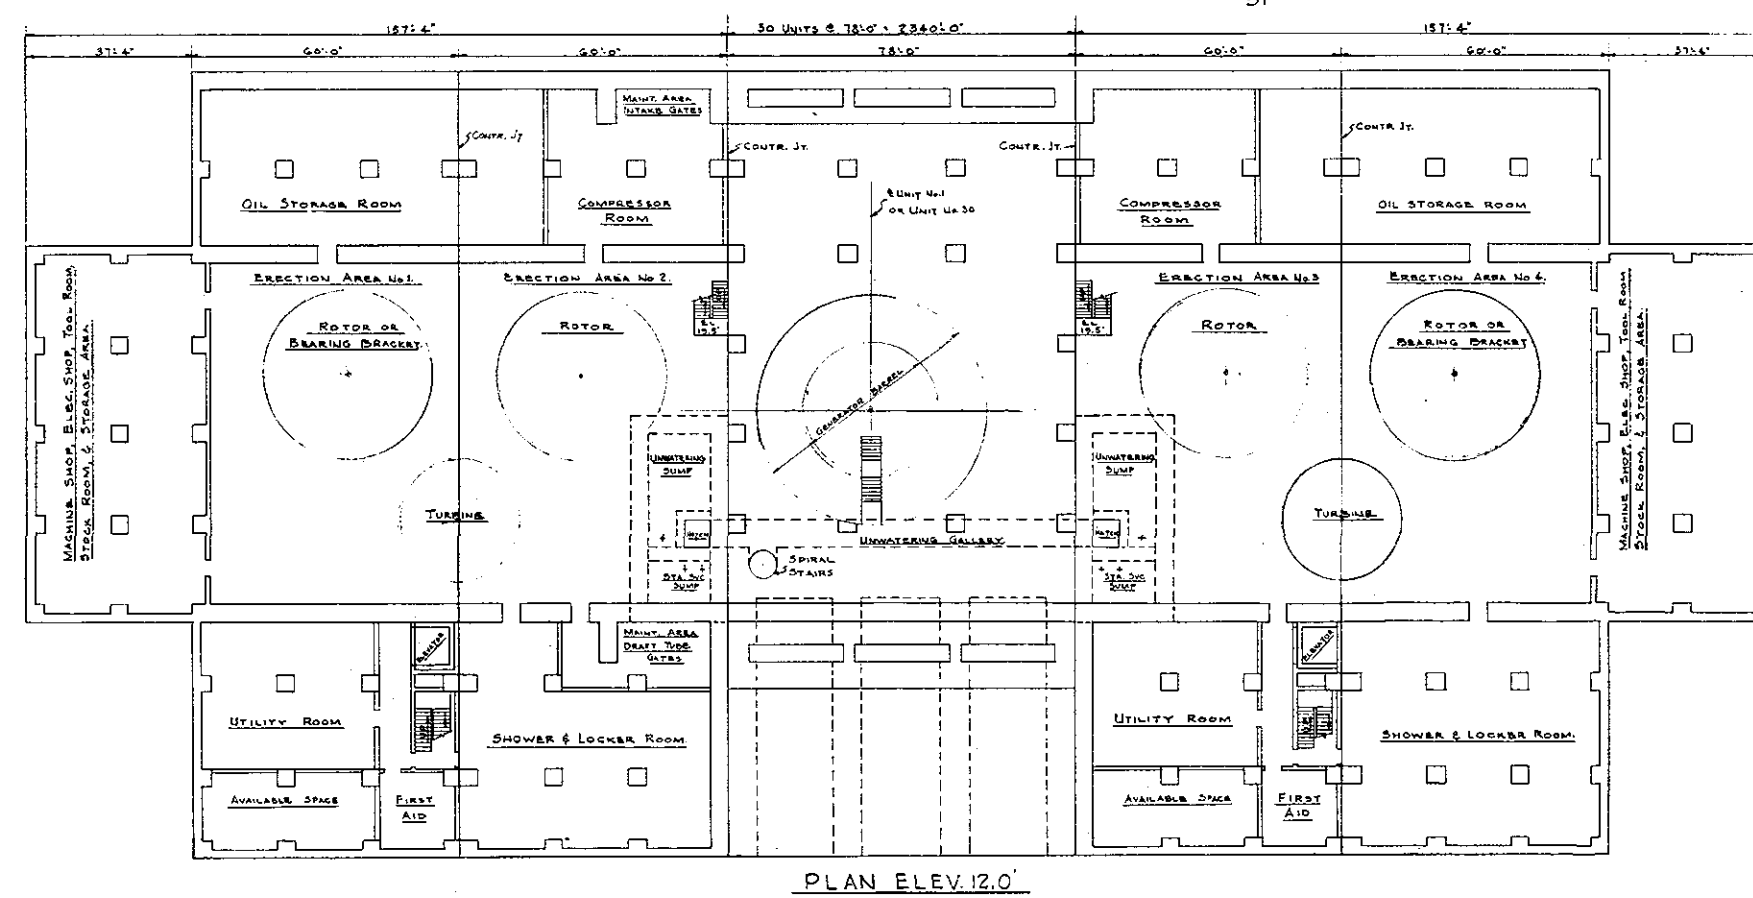 157'-4"
30 UNITS @ 78'-0" = 2340'-0"
157'-4"
37'-4"
60'-0"
60'-0"
78'-0"
60'-0"
60'-0"
37'-4"
MAINT. AREA
INTAKE GATES
CONTR. JT
CONTR. JT.
CONTR. JT.
CONTR. JT.
℄ UNIT No.1
OR UNIT No 30
OIL STORAGE ROOM
COMPRESSOR
ROOM
COMPRESSOR
ROOM
OIL STORAGE ROOM
ERECTION AREA No1.
ERECTION AREA No 2.
ERECTION AREA No.3
ERECTION AREA No 4.
ROTOR OR
BEARING BRACKET
ROTOR
EL.
19.5'
EL.
19.5'
ROTOR
ROTOR OR
BEARING BRACKET
MACHINE SHOP, ELEC. SHOP, TOOL ROOM,
STOCK ROOM, & STORAGE AREA.
GENERATOR BARREL
MACHINE SHOP, ELEC SHOP, TOOL ROOM
STOCK ROOM, & STORAGE AREA.
UNWATERING
SUMP
UNWATERING
SUMP
TURBINE
TURBINE
HATCH
UNWATERING GALLERY
HATCH
SPIRAL
STAIRS
STA. SVC
SUMP
STA. SVC
SUMP
ELEVATOR
MAINT. AREA
DRAFT TUBE
GATES
ELEVATOR
UTILITY ROOM
UP
SHOWER & LOCKER ROOM.
UTILITY ROOM
UP
SHOWER & LOCKER ROOM.
AVAILABLE SPACE
FIRST
AID
AVAILABLE SPACE
FIRST
AID
PLAN ELEV. 12.0'